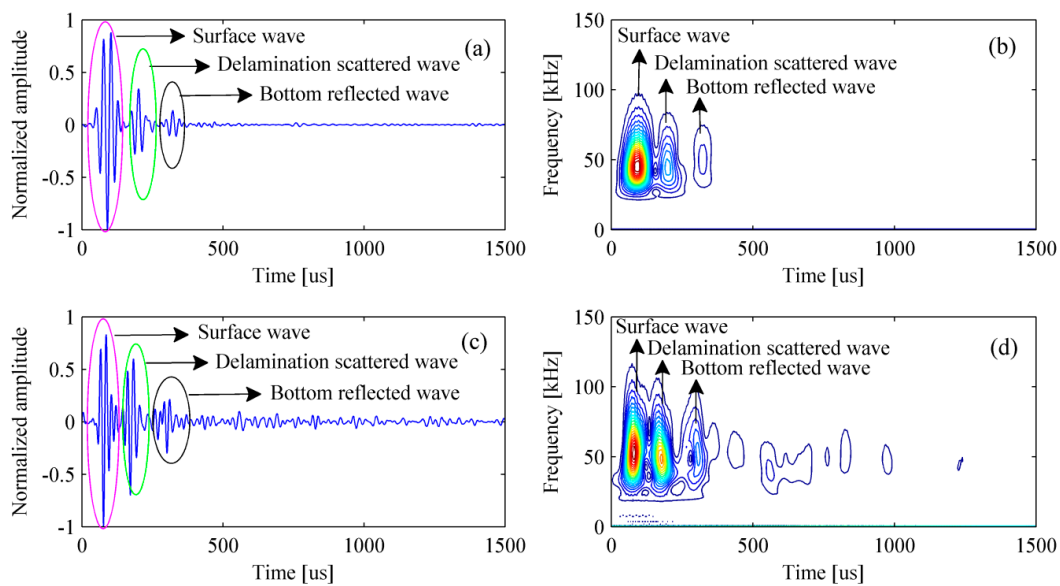 1
0.5
0
-0.5
-1
Normalized amplitude
Surface wave
Delamination scattered wave
Bottom reflected wave
(a)
0
500
1000
1500
Time [us]
150
100
50
0
Frequency [kHz]
Surface wave
Delamination scattered wave
Bottom reflected wave
(b)
0
500
1000
1500
Time [us]
1
0.5
0
-0.5
-1
Normalized amplitude
Surface wave
Delamination scattered wave
Bottom reflected wave
(c)
0
500
1000
1500
Time [us]
150
100
50
0
Frequency [kHz]
Surface wave
Delamination scattered wave
Bottom reflected wave
(d)
0
500
1000
1500
Time [us]